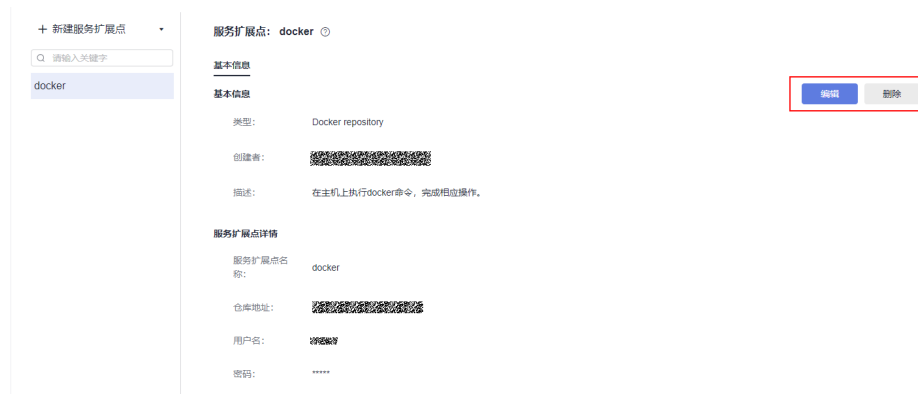 + 新建服务扩展点
请输入关键字
docker
服务扩展点: docker
基本信息
基本信息
编辑 删除
类型: Docker repository
创建者:
描述: 在主机上执行docker命令，完成相应操作。
服务扩展点详情
服务扩展点名
称: docker
仓库地址:
用户名:
密码: *****